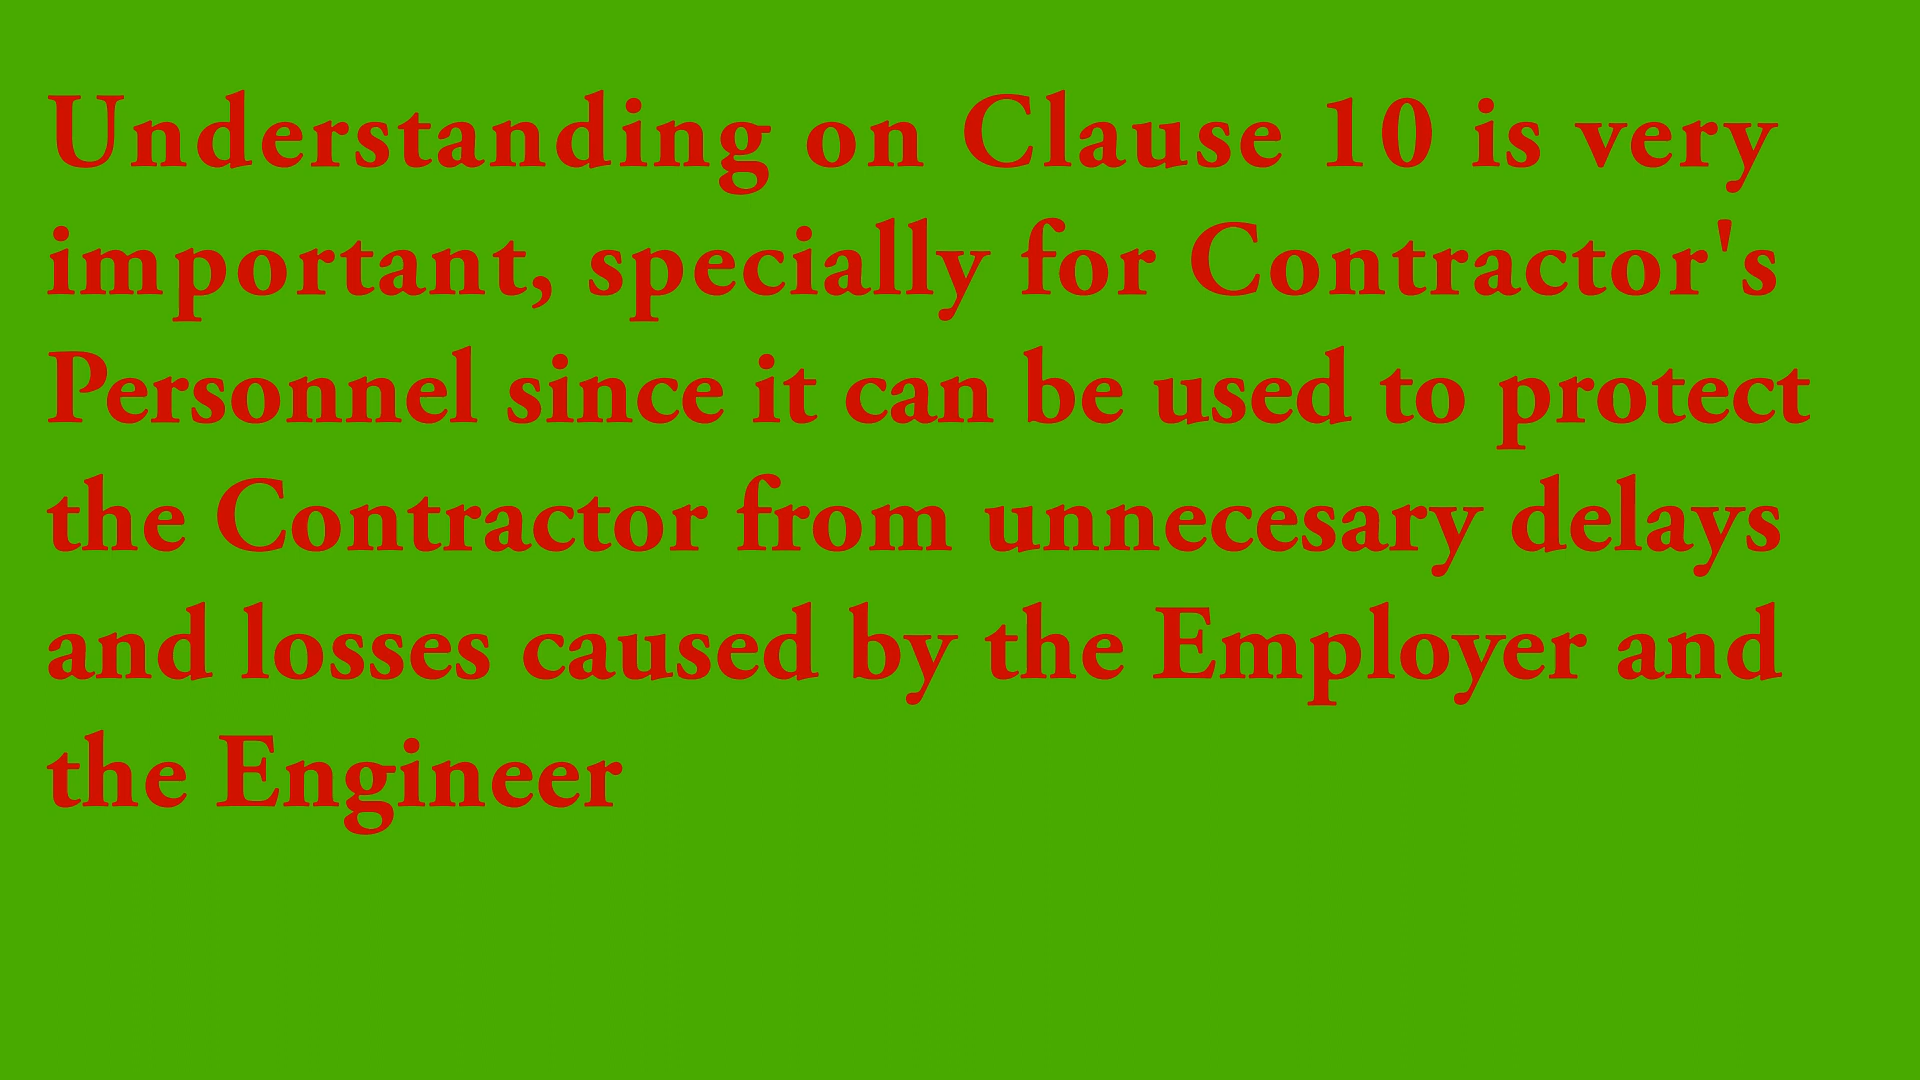 Understanding on Clause 10 is very
important, specially for Contractor's
Personnel since it can be used to protect
the Contractor from unnecesary delays
and losses caused by the Employer and
the Engineer